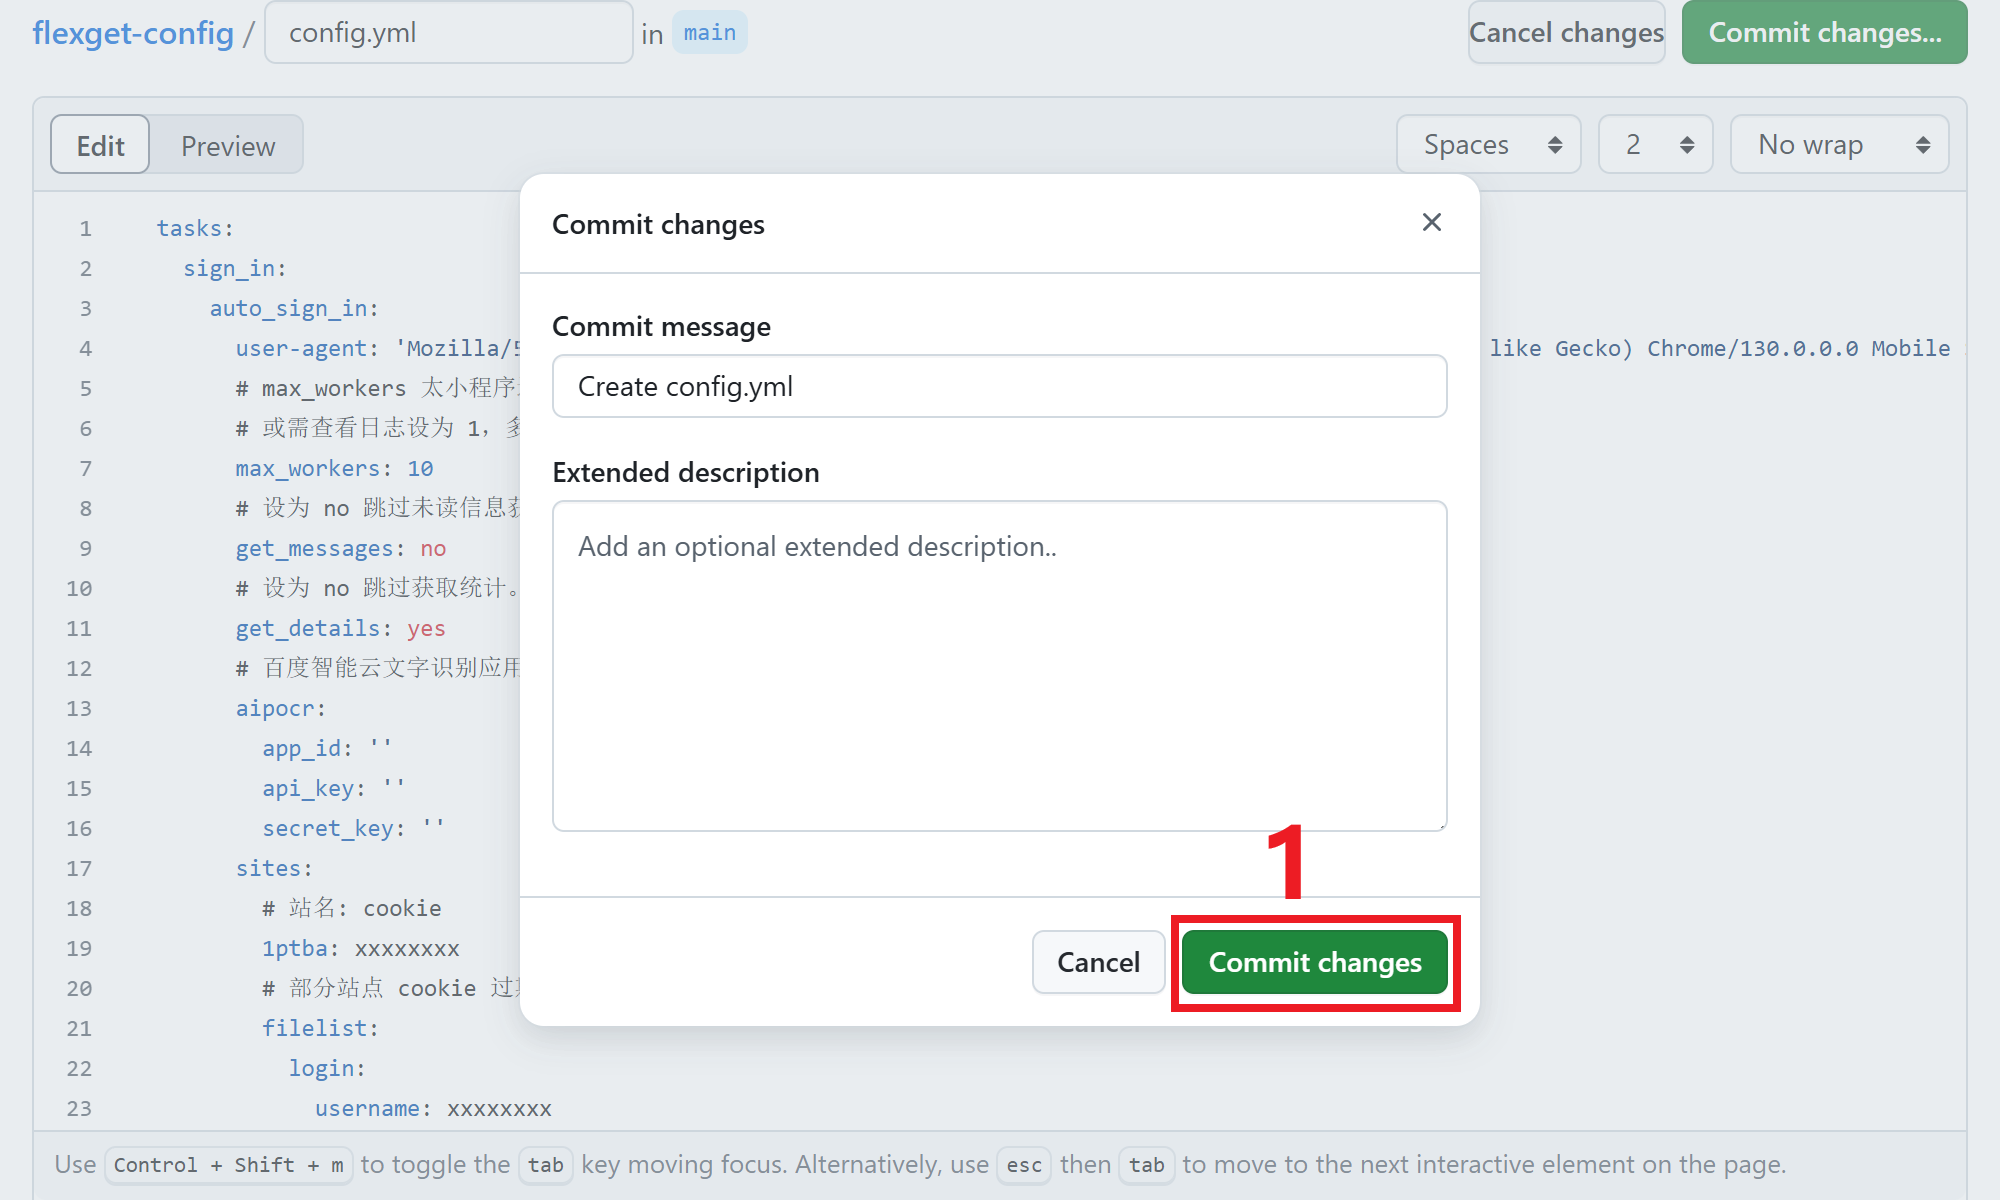 flexget-config / config.yml in main Cancel changes Commit changes...
Edit Preview Spaces 2 No wrap
1 tasks:
2 sign_in:
3 auto_sign_in:
4 user-agent: 'Mozilla/5 like Gecko) Chrome/130.0.0.0 Mobile
5 # max_workers 太小程序
6 # 或需查看日志设为 1，多
7 max_workers: 10
8 # 设为 no 跳过未读信息获
9 get_messages: no
10 # 设为 no 跳过获取统计。
11 get_details: yes
12 # 百度智能云文字识别应用
13 aipocr:
14 app_id: ''
15 api_key: ''
16 secret_key: ''
17 sites:
18 # 站名: cookie
19 1ptba: xxxxxxxx
20 # 部分站点 cookie 过期
21 filelist:
22 login:
23 username: xxxxxxxx
Commit changes
Commit message
Create config.yml
Extended description
Add an optional extended description..
1
Cancel Commit changes
Use Control + Shift + m to toggle the tab key moving focus. Alternatively, use esc then tab to move to the next interactive element on the page.